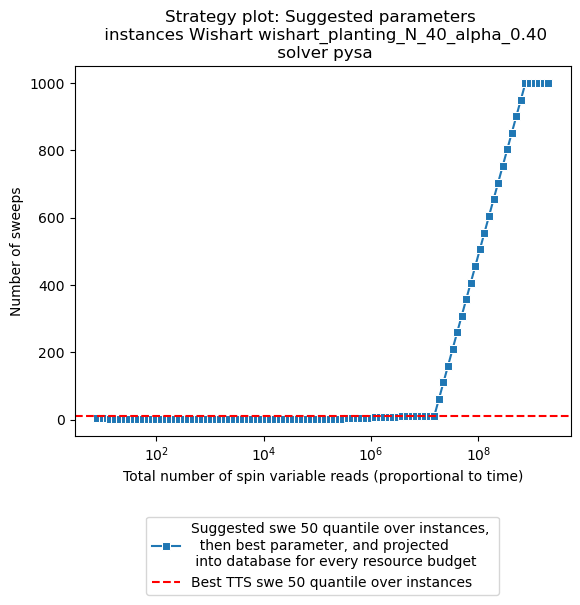 Strategy plot: Suggested parameters
instances Wishart wishart_planting_N_40_alpha_0.40
solver pysa
1000
800
600
400
200
0
Number of sweeps
10^2
10^4
10^6
10^8
Total number of spin variable reads (proportional to time)
Suggested swe 50 quantile over instances,
then best parameter, and projected
into database for every resource budget
Best TTS swe 50 quantile over instances